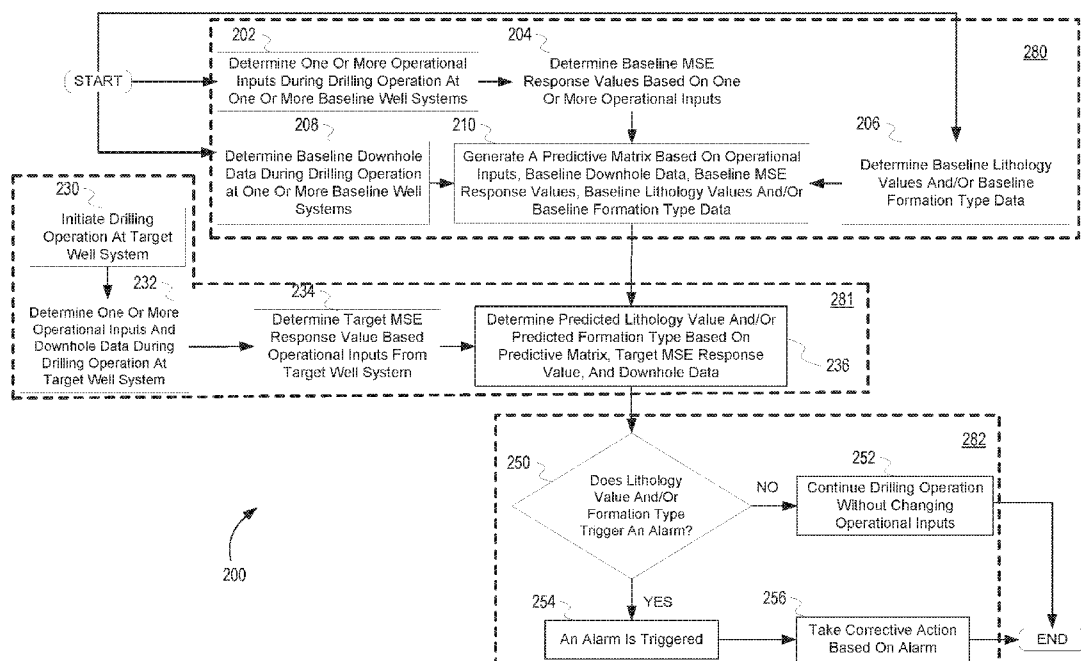 START
202
Determine One Or More Operational
Inputs During Drilling Operation At
One Or More Baseline Well Systems
204
Determine Baseline MSE
Response Values Based On One
Or More Operational Inputs
280
208
Determine Baseline Downhole
Data During Drilling Operation
at One Or More Baseline Well
Systems
210
Generate A Predictive Matrix Based On Operational
Inputs, Baseline Downhole Data, Baseline MSE
Response Values, Baseline Lithology Values And/Or
Baseline Formation Type Data
206
Determine Baseline Lithology
Values And/Or Baseline
Formation Type Data
230
Initiate Drilling
Operation At Target
Well System
232
Determine One Or More
Operational Inputs And
Downhole Data During
Drilling Operation At
Target Well System
234
Determine Target MSE
Response Value Based
Operational Inputs From
Target Well System
281
Determine Predicted Lithology Value And/Or
Predicted Formation Type Based On
Predictive Matrix, Target MSE Response
Value, And Downhole Data
236
282
250
Does Lithology
Value And/Or
Formation Type
Trigger An Alarm?
NO
252
Continue Drilling Operation
Without Changing
Operational Inputs
200
YES
254
An Alarm Is Triggered
256
Take Corrective Action
Based On Alarm
END